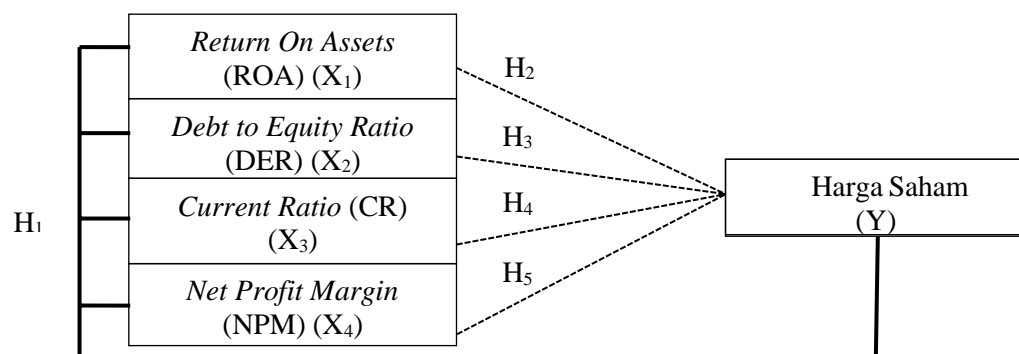 Return On Assets
(ROA) (X₁)
H₂
Debt to Equity Ratio
(DER) (X₂)
H₃
Harga Saham
(Y)
Current Ratio (CR)
(X₃)
H₄
H₁
Net Profit Margin
(NPM) (X₄)
H₅